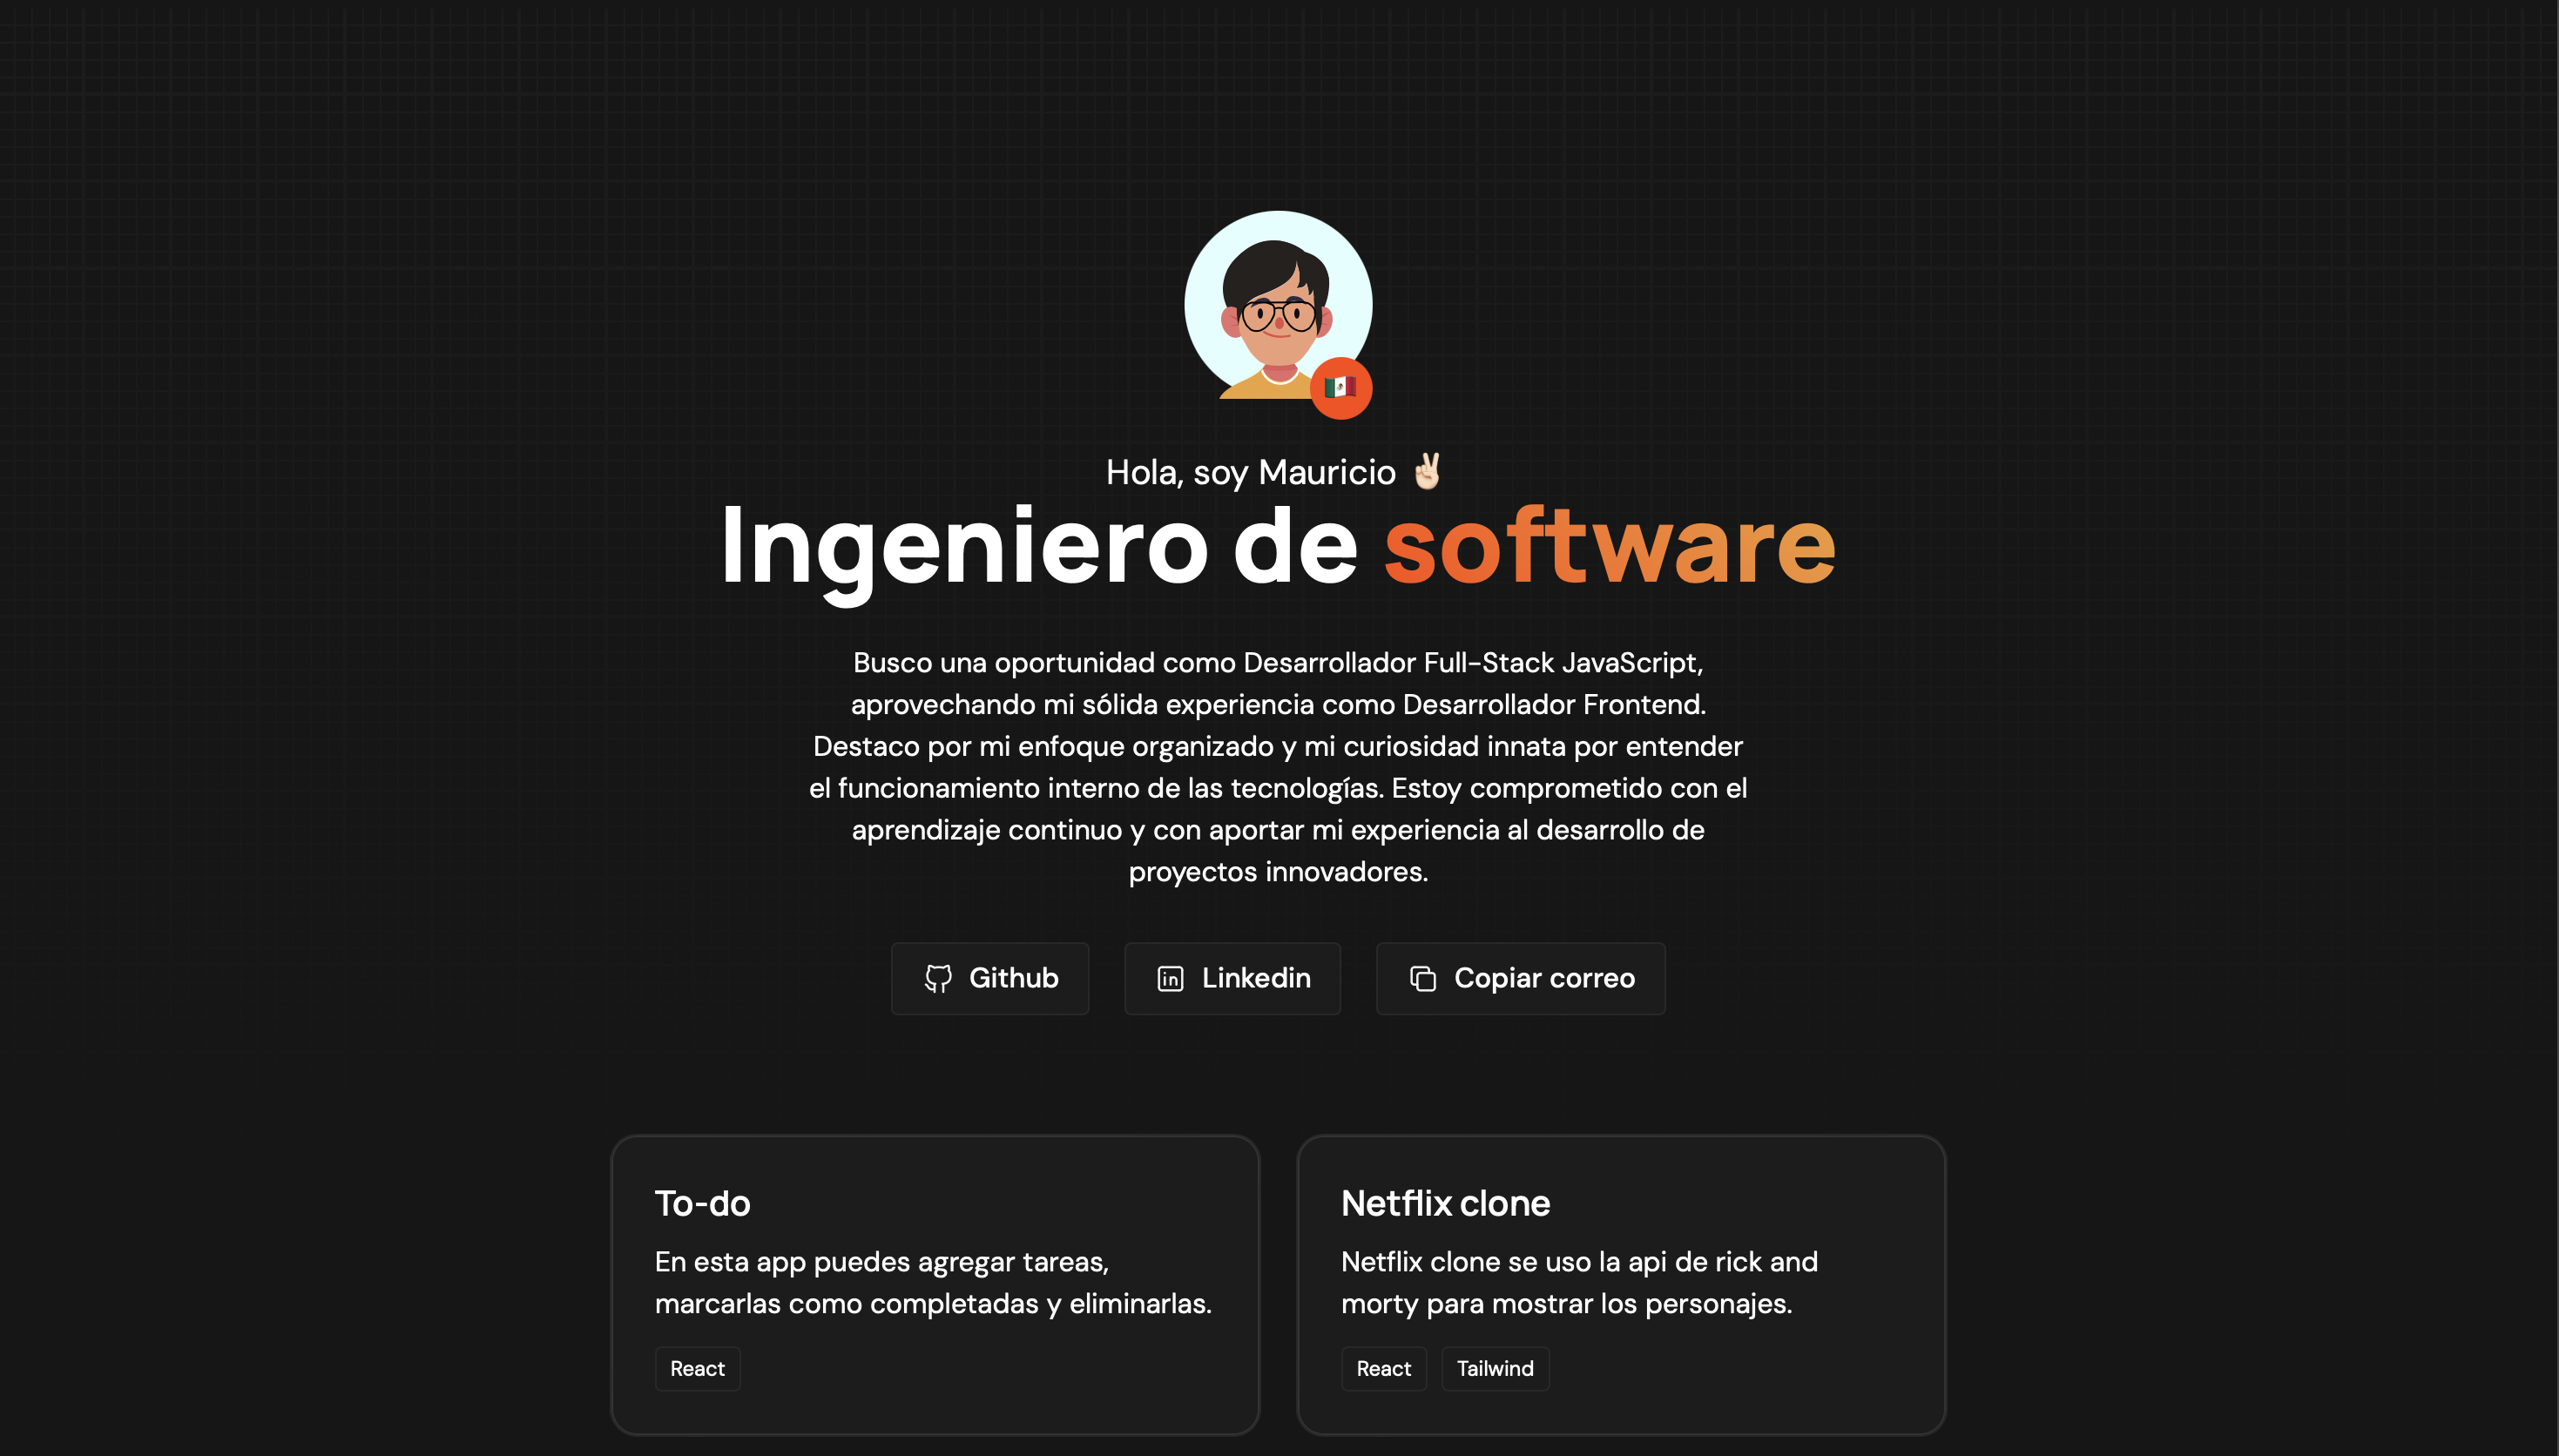 Hola, soy Mauricio ✌🏻
Ingeniero de software
Busco una oportunidad como Desarrollador Full-Stack JavaScript,
aprovechando mi sólida experiencia como Desarrollador Frontend.
Destaco por mi enfoque organizado y mi curiosidad innata por entender
el funcionamiento interno de las tecnologías. Estoy comprometido con el
aprendizaje continuo y con aportar mi experiencia al desarrollo de
proyectos innovadores.
Github
Linkedin
Copiar correo
To-do
En esta app puedes agregar tareas,
marcarlas como completadas y eliminarlas.
React
Netflix clone
Netflix clone se uso la api de rick and
morty para mostrar los personajes.
React
Tailwind